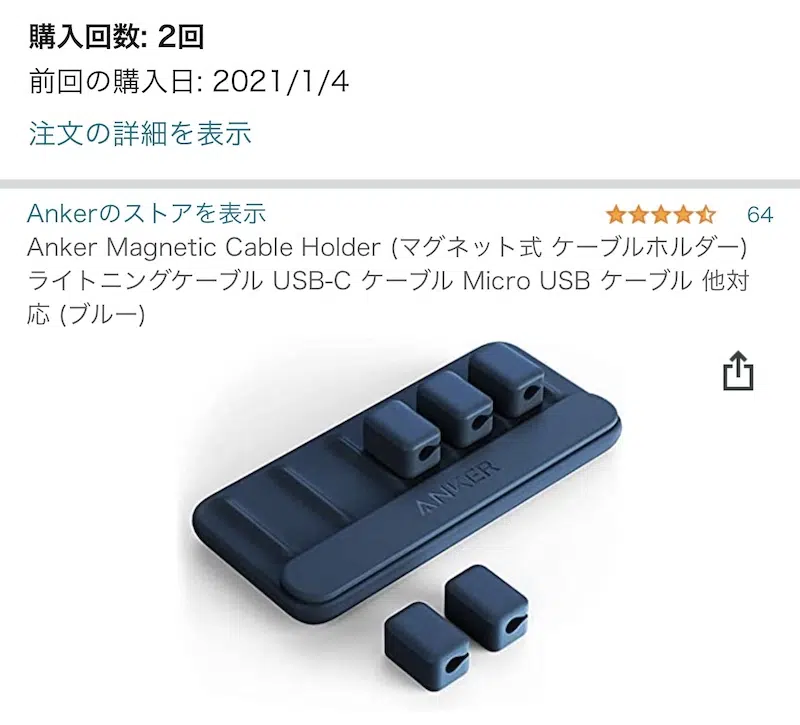 購入回数: 2回
前回の購入日: 2021/1/4
注文の詳細を表示
Ankerのストアを表示 64
Anker Magnetic Cable Holder (マグネット式 ケーブルホルダー)
ライトニングケーブル USB-C ケーブル Micro USB ケーブル 他対
応 (ブルー)
ANKER